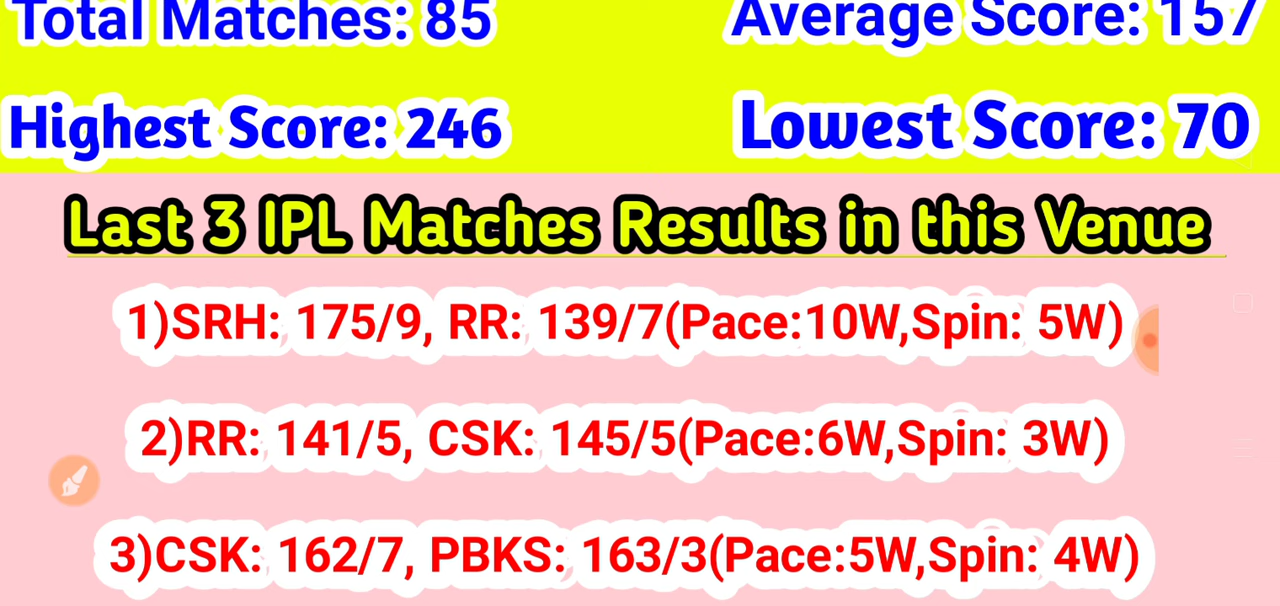 Total Matches: 85 Average Score: 157
Highest Score: 246 Lowest Score: 70
Last 3 IPL Matches Results in this Venue
1)SRH: 175/9, RR: 139/7(Pace:10W,Spin: 5W)
2)RR: 141/5, CSK: 145/5(Pace:6W,Spin: 3W)
3)CSK: 162/7, PBKS: 163/3(Pace:5W,Spin: 4W)